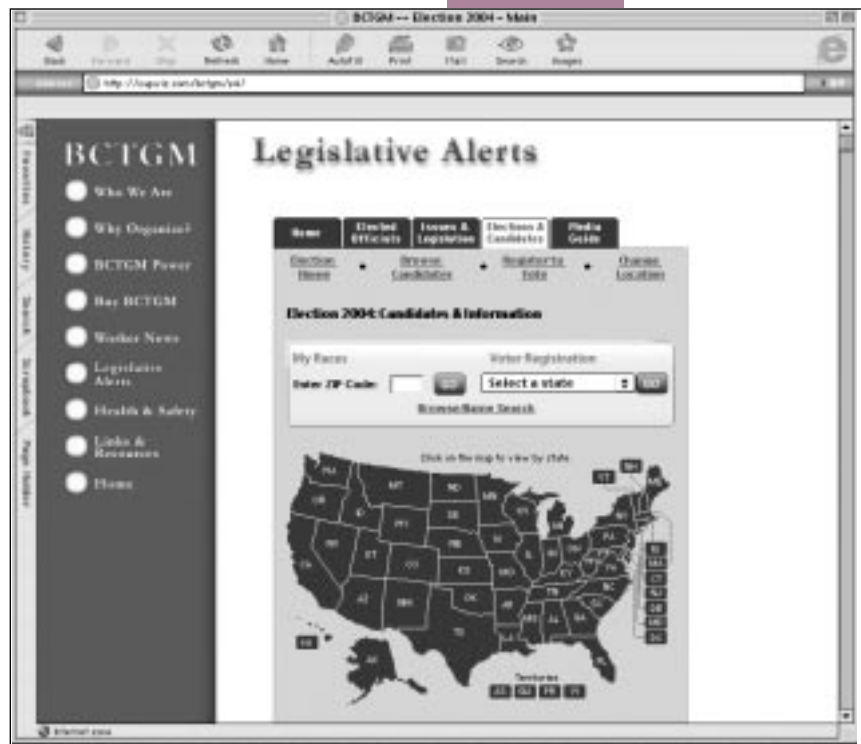 BCTGM -- Election 2004 - Main
Back Forward Stop Refresh Home AutoFill Print Mail Search Images
Favorites
History
Search
Scrapbook
Page Holder
BCTGM
Who We Are
Why Organize?
BCTGM Power
Buy BCTGM
Worker News
Legislative
Alerts
Health & Safety
Links &
Resources
Home
Legislative Alerts
Home
Elected
Officials
Issues &
Legislation
Elections &
Candidates
Media
Guide
Election
Home
Browse
Candidates
Register to
Vote
Change
Location
Election 2004: Candidates & Information
My Races
Enter ZIP Code: GO
Voter Registration
Select a state GO
Browse/Name Search
Click on the map to view by state.
WA
MT
ND
MN
OR
ID
WY
SD
WI
MI
NV
UT
CO
NE
KS
IA
MO
IL
IN
OH
PA
NY
VT
NH
ME
CA
AZ
NM
OK
AR
TX
LA
MS
AL
GA
TN
KY
VA
NC
SC
FL
RI
MA
CT
NJ
DE
MD
DC
HI
AK
Territories
AS GU PR VI
Internet zone